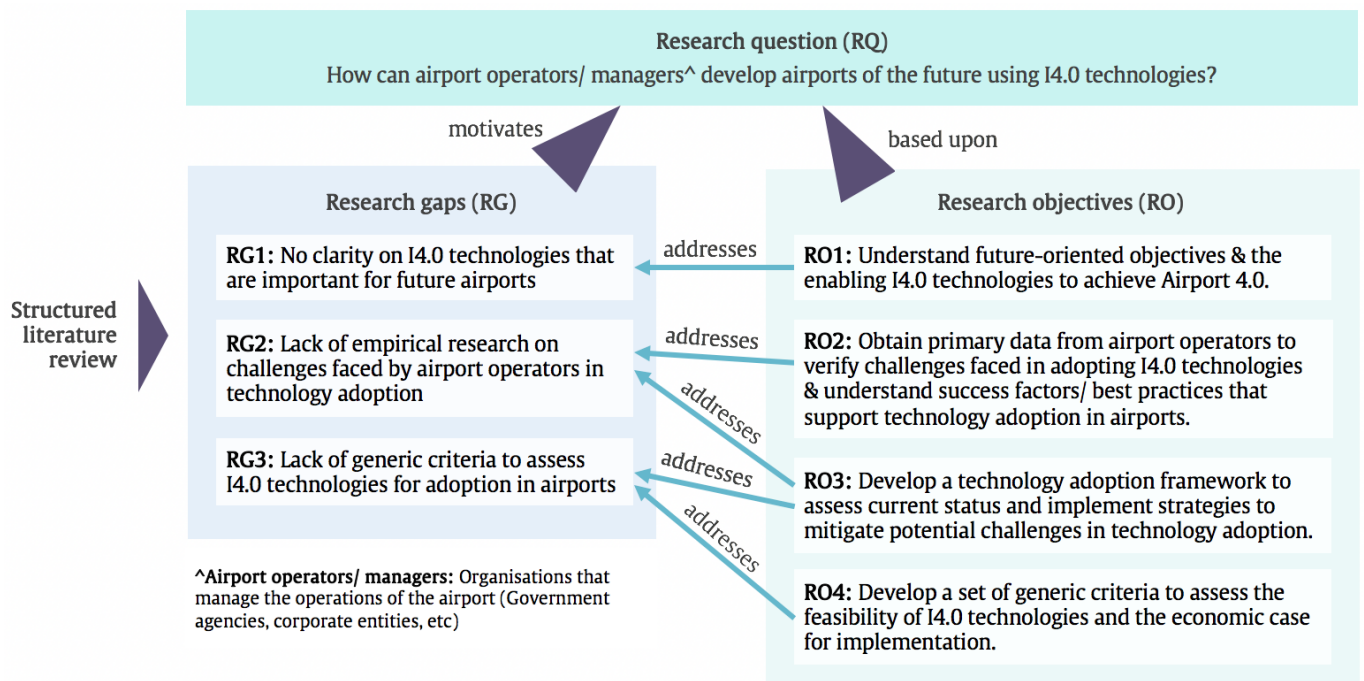 Research question (RQ)
How can airport operators/ managers^ develop airports of the future using I4.0 technologies?
motivates
based upon
Structured
literature
review
Research gaps (RG)
RG1: No clarity on I4.0 technologies that
are important for future airports
RG2: Lack of empirical research on
challenges faced by airport operators in
technology adoption
RG3: Lack of generic criteria to assess
I4.0 technologies for adoption in airports
^Airport operators/ managers: Organisations that
manage the operations of the airport (Government
agencies, corporate entities, etc)
addresses
addresses
addresses
addresses
addresses
Research objectives (RO)
RO1: Understand future-oriented objectives & the
enabling I4.0 technologies to achieve Airport 4.0.
RO2: Obtain primary data from airport operators to
verify challenges faced in adopting I4.0 technologies
& understand success factors/ best practices that
support technology adoption in airports.
RO3: Develop a technology adoption framework to
assess current status and implement strategies to
mitigate potential challenges in technology adoption.
RO4: Develop a set of generic criteria to assess the
feasibility of I4.0 technologies and the economic case
for implementation.